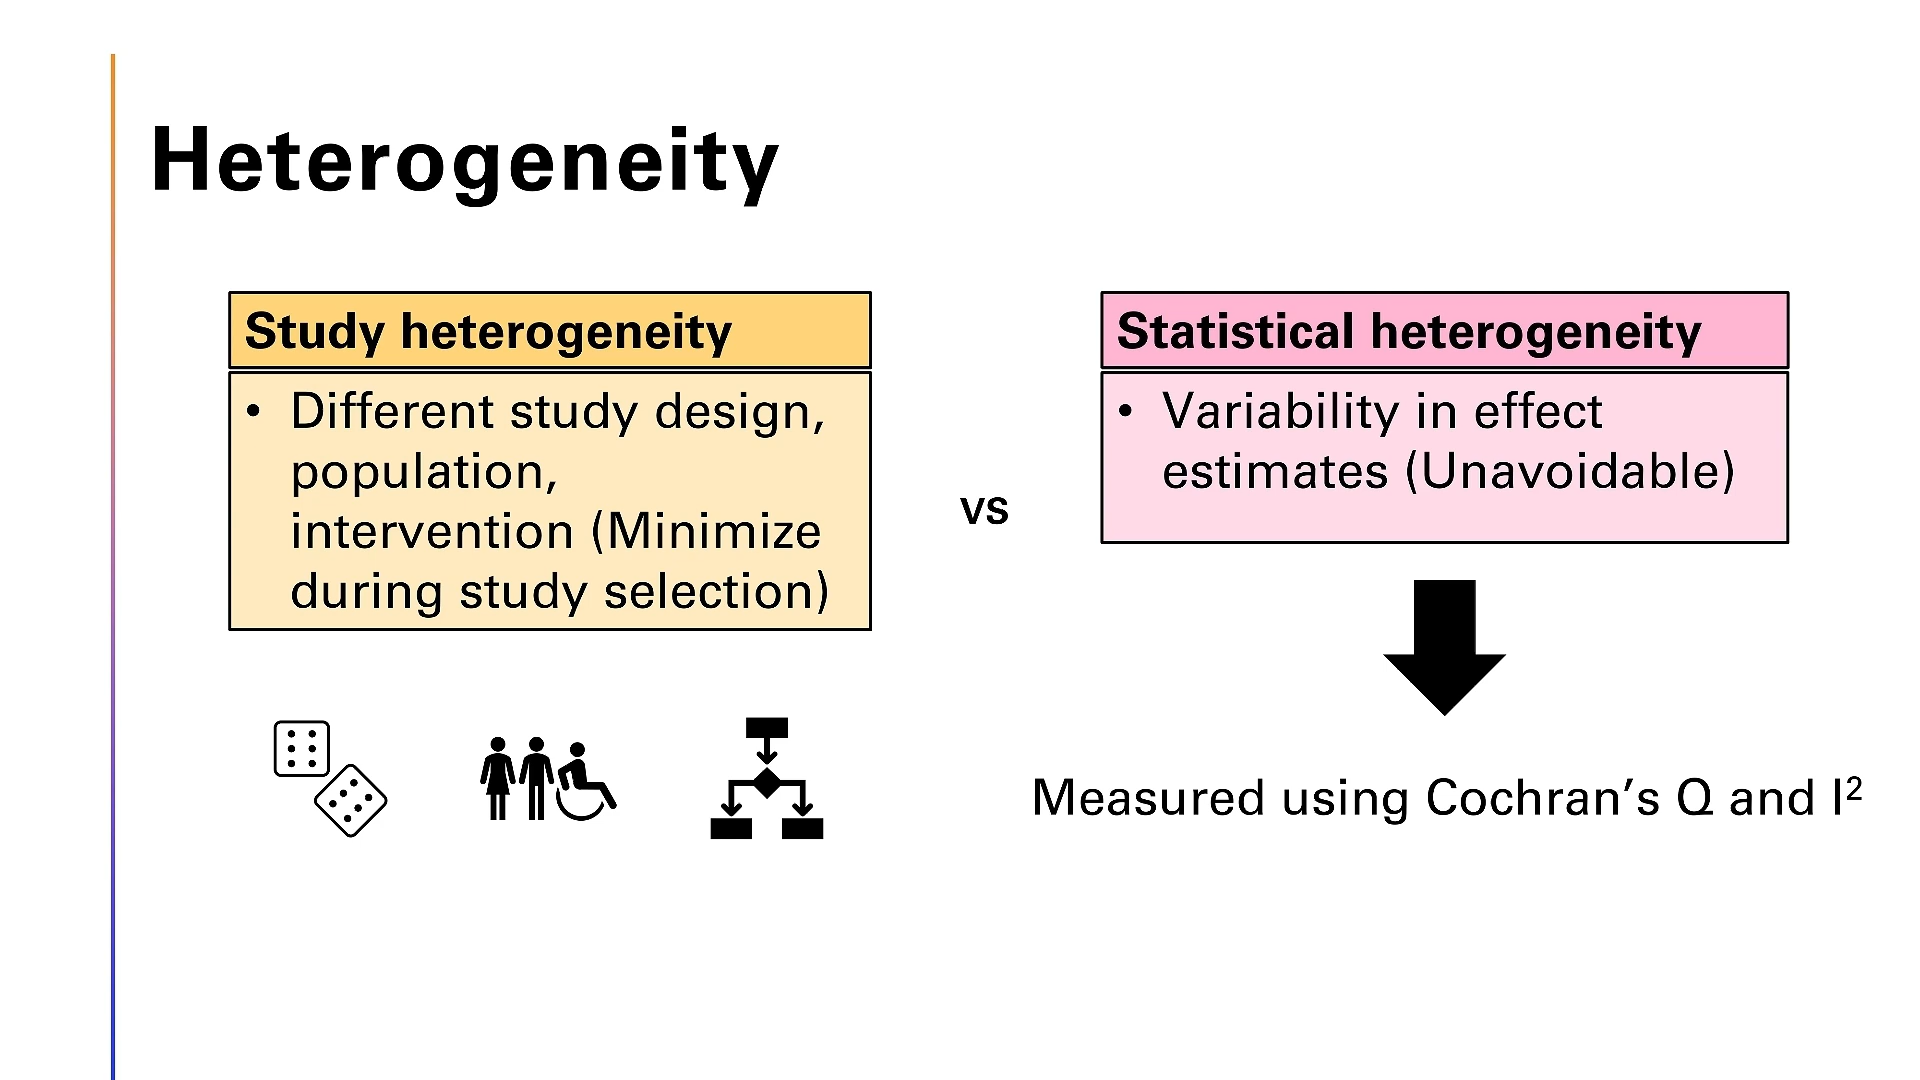 Heterogeneity
Study heterogeneity
• Different study design,
population,
intervention (Minimize
during study selection)
vs
Statistical heterogeneity
• Variability in effect
estimates (Unavoidable)
Measured using Cochran’s Q and I²